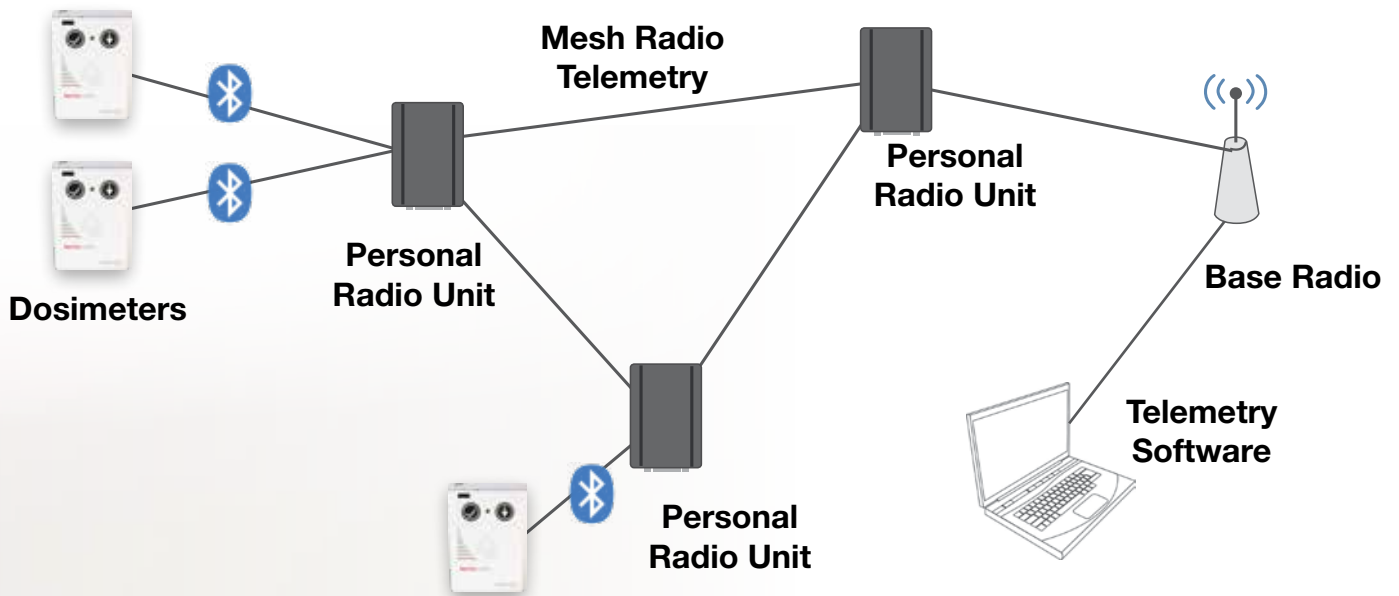 Mesh Radio
Telemetry
Personal
Radio Unit
Personal
Radio Unit
Dosimeters
Base Radio
Telemetry
Software
Personal
Radio Unit